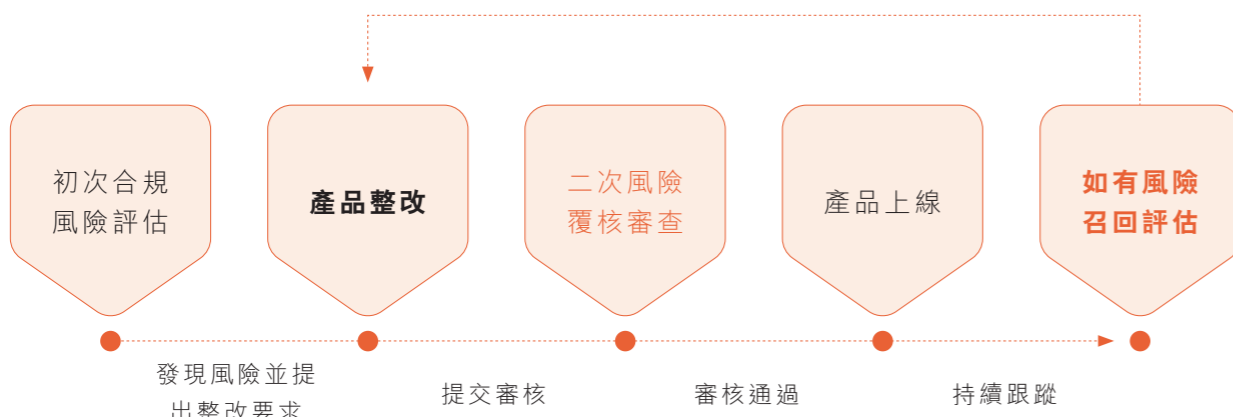 初次合規
風險評估
產品整改
二次風險
覆核審查
產品上線
如有風險
召回評估
發現風險並提
出整改要求
提交審核
審核通過
持續跟蹤